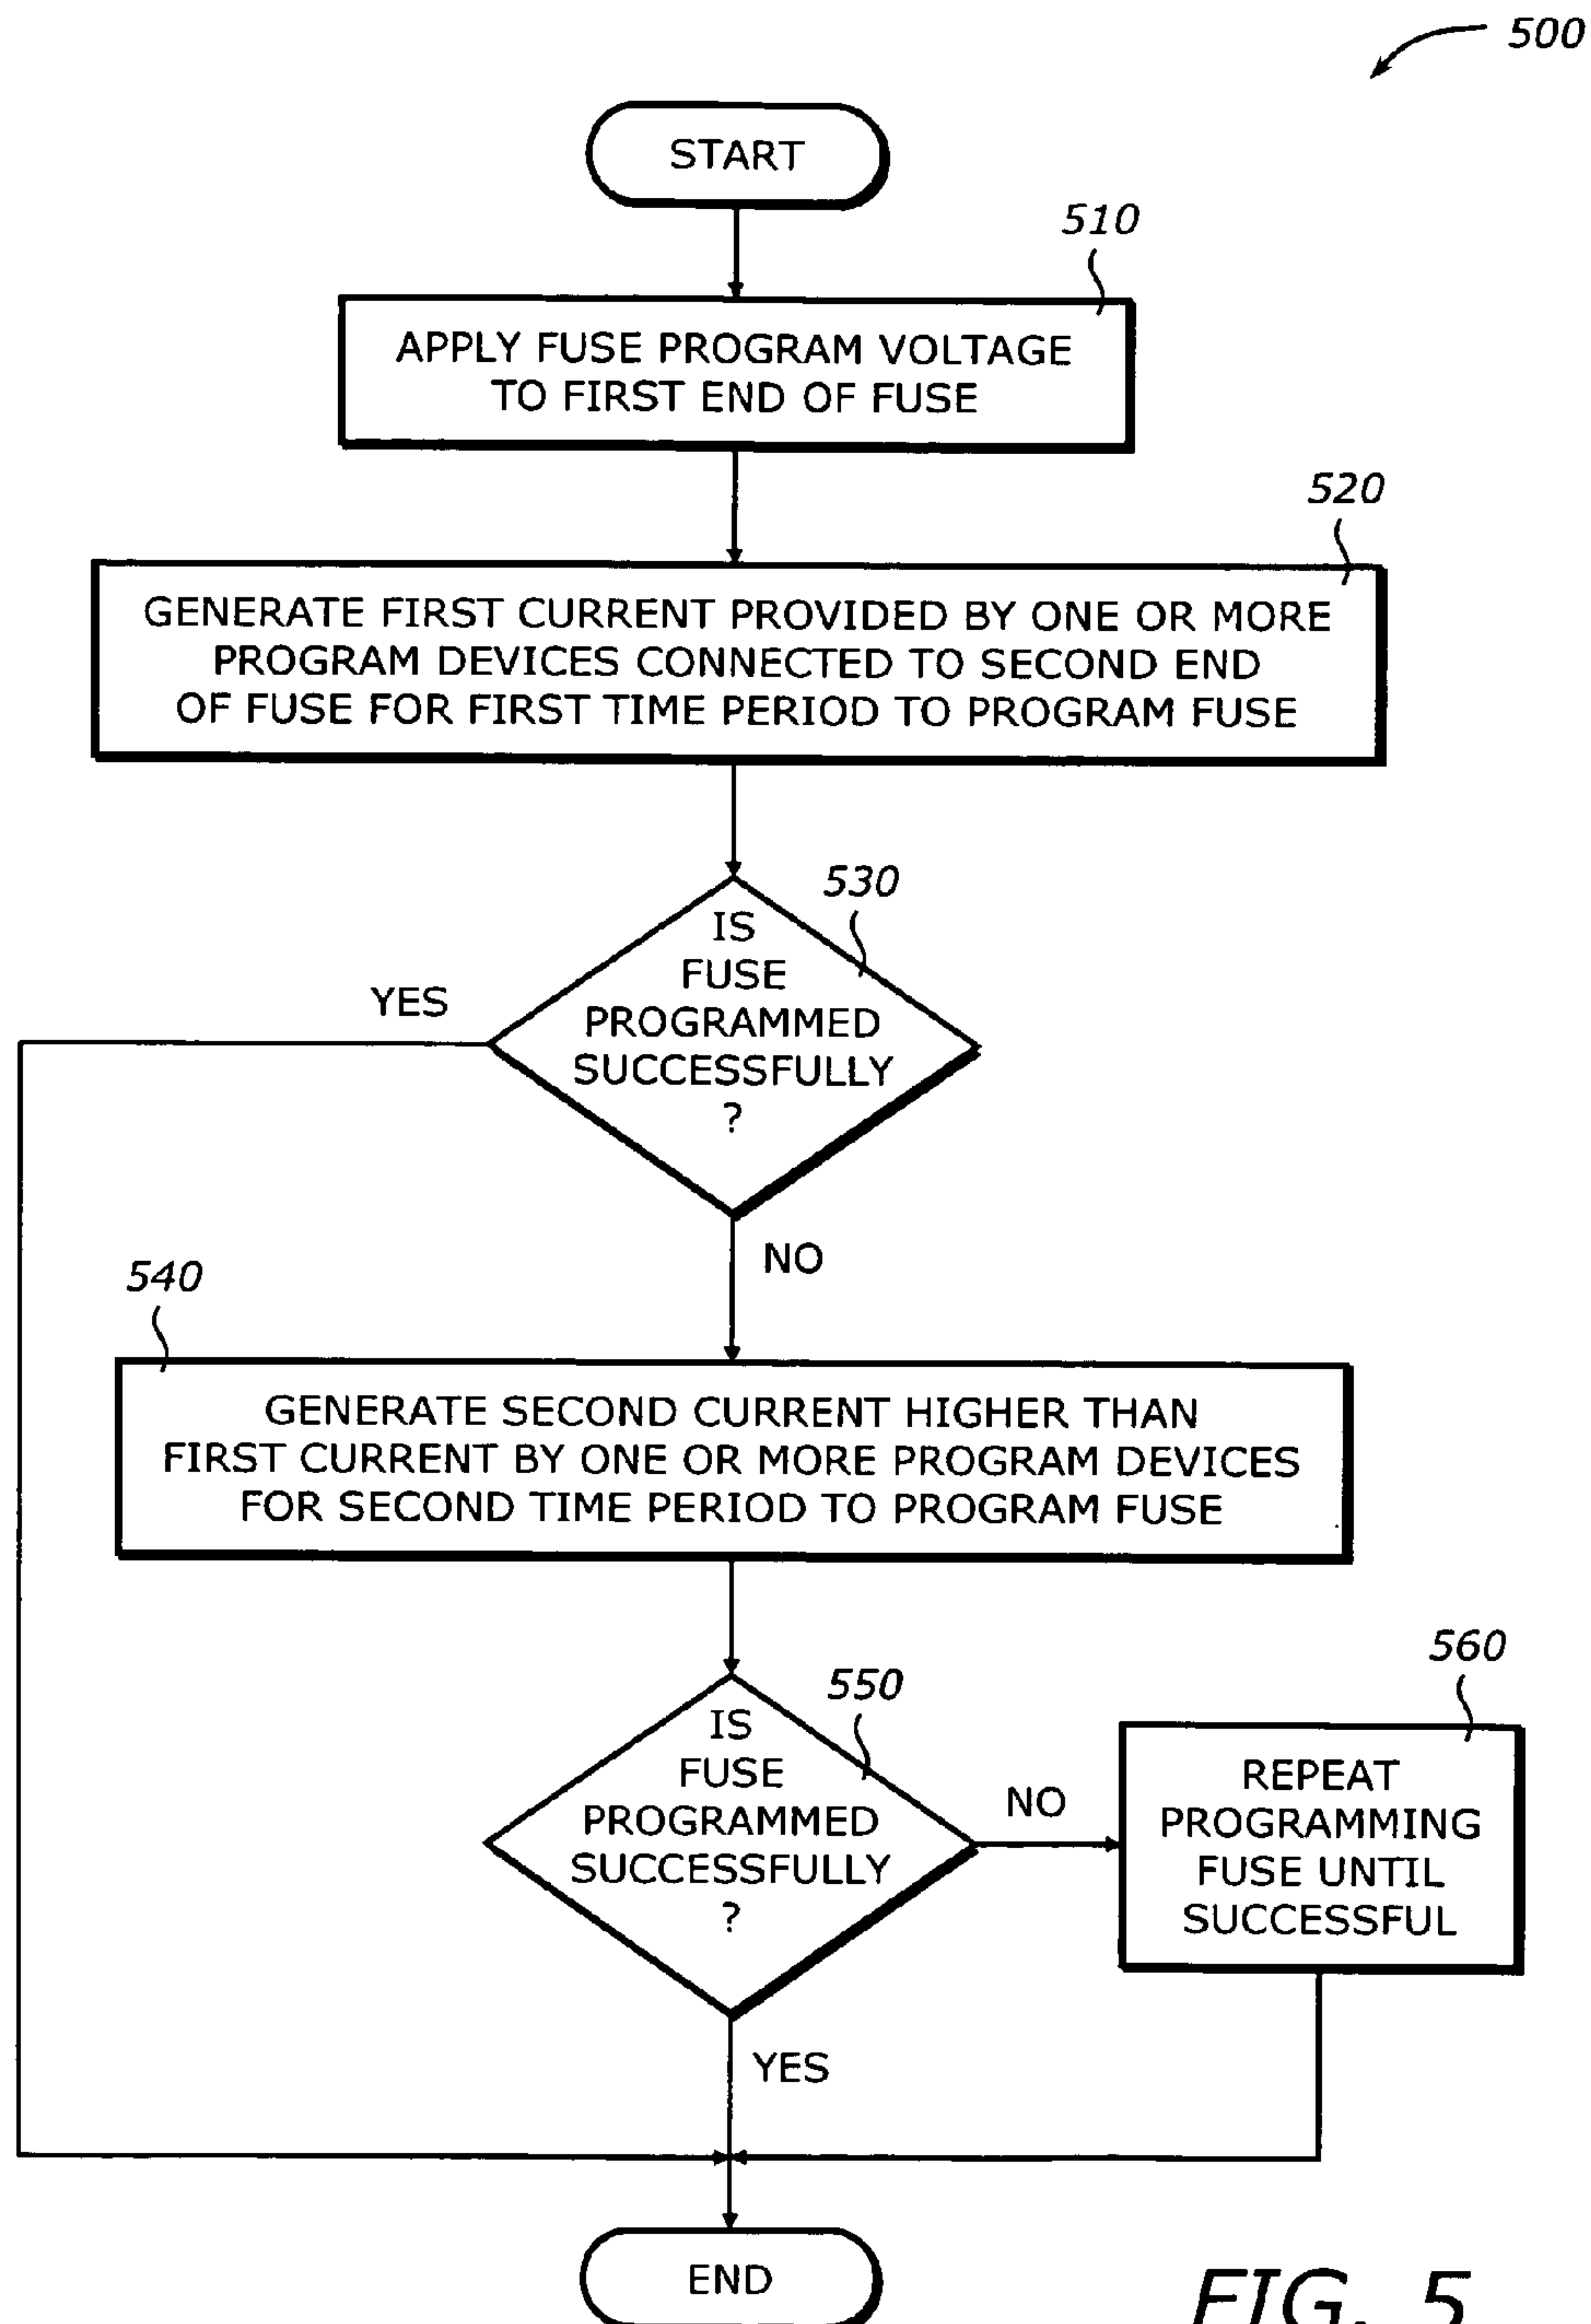 500
START
510
APPLY FUSE PROGRAM VOLTAGE
TO FIRST END OF FUSE
520
GENERATE FIRST CURRENT PROVIDED BY ONE OR MORE
PROGRAM DEVICES CONNECTED TO SECOND END
OF FUSE FOR FIRST TIME PERIOD TO PROGRAM FUSE
530
IS
FUSE
PROGRAMMED
SUCCESSFULLY
?
YES
NO
540
GENERATE SECOND CURRENT HIGHER THAN
FIRST CURRENT BY ONE OR MORE PROGRAM DEVICES
FOR SECOND TIME PERIOD TO PROGRAM FUSE
550
IS
FUSE
PROGRAMMED
SUCCESSFULLY
?
NO
560
REPEAT
PROGRAMMING
FUSE UNTIL
SUCCESSFUL
YES
END
FIG. 5